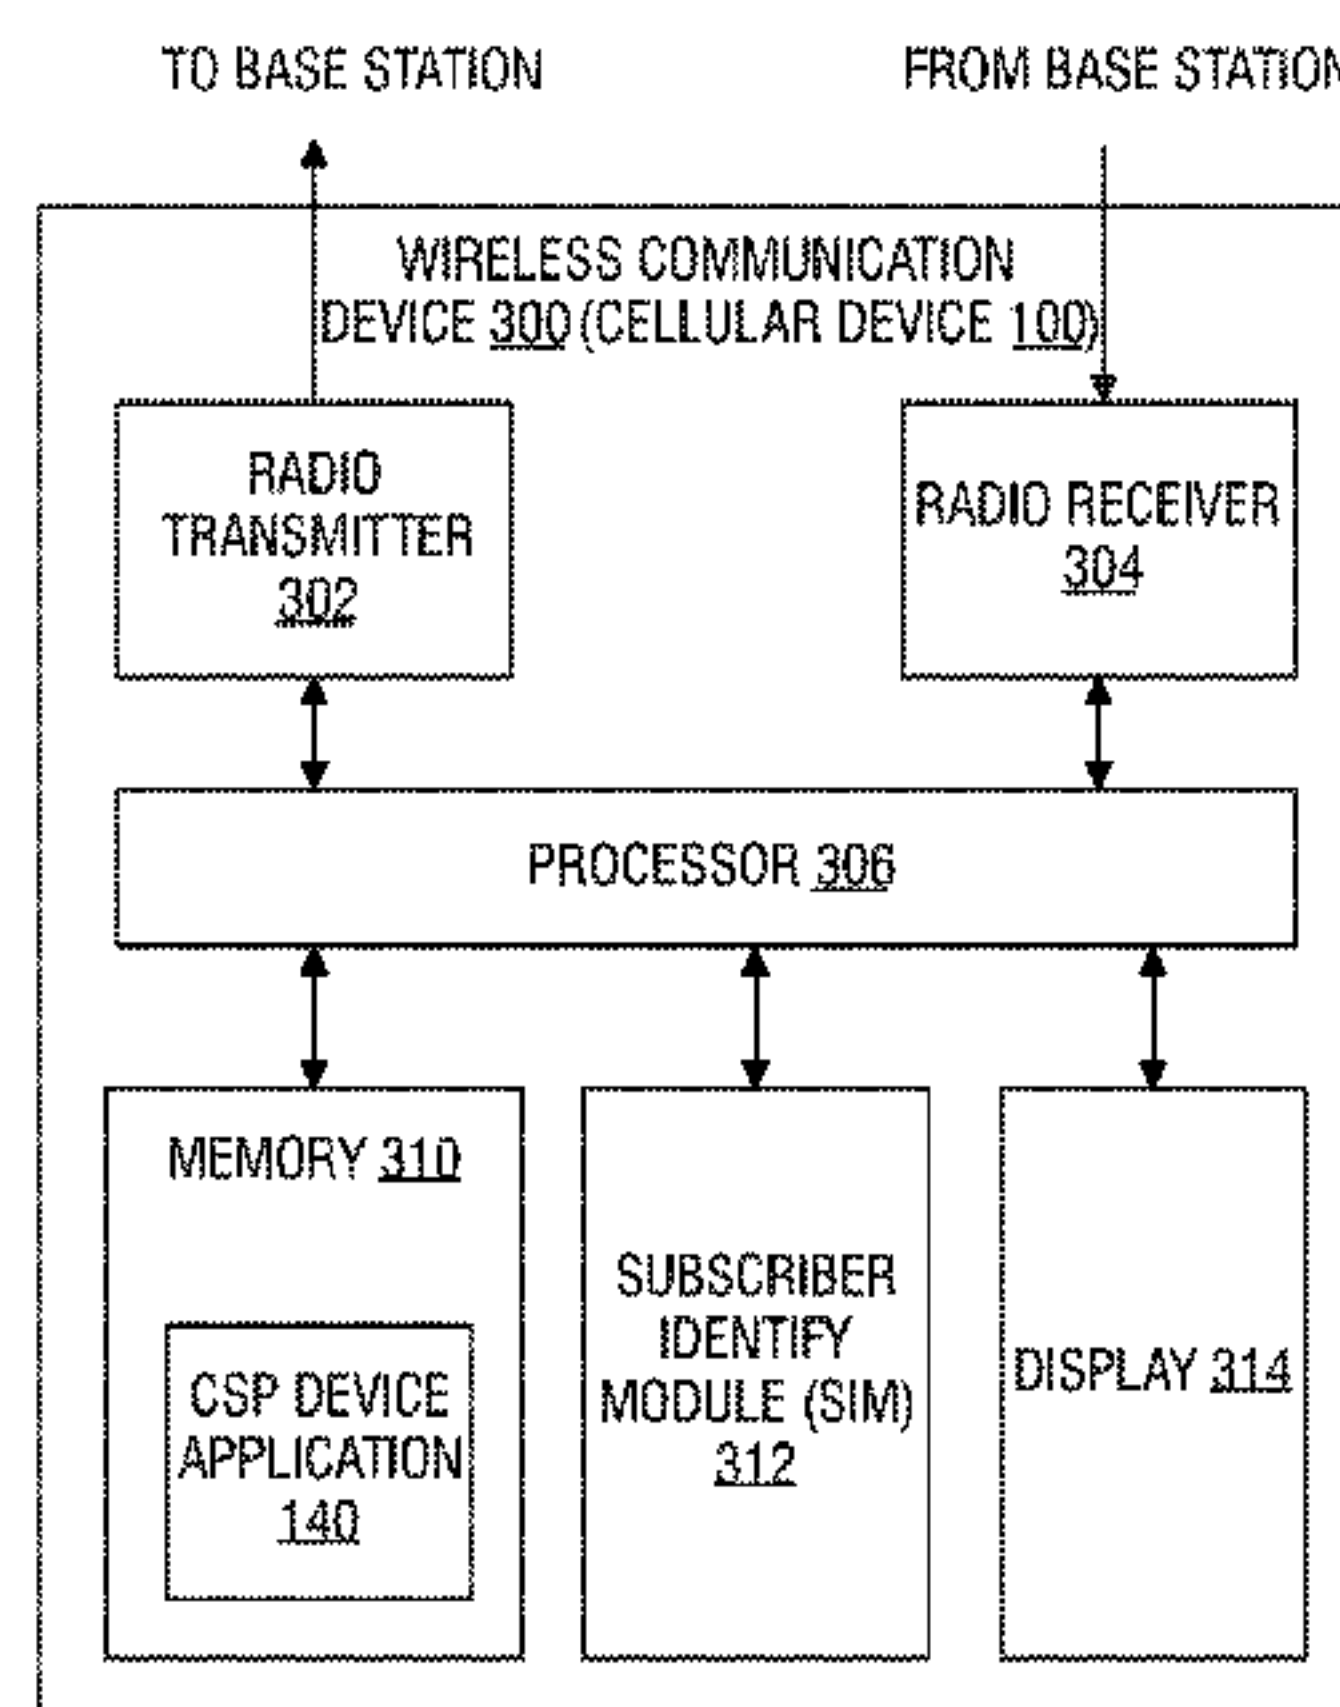 TO BASE STATION
FROM BASE STATION
WIRELESS COMMUNICATION
DEVICE 300 (CELLULAR DEVICE 100)
RADIO
TRANSMITTER
302
RADIO RECEIVER
304
PROCESSOR 306
MEMORY 310
CSP DEVICE
APPLICATION
140
SUBSCRIBER
IDENTIFY
MODULE (SIM)
312
DISPLAY 314